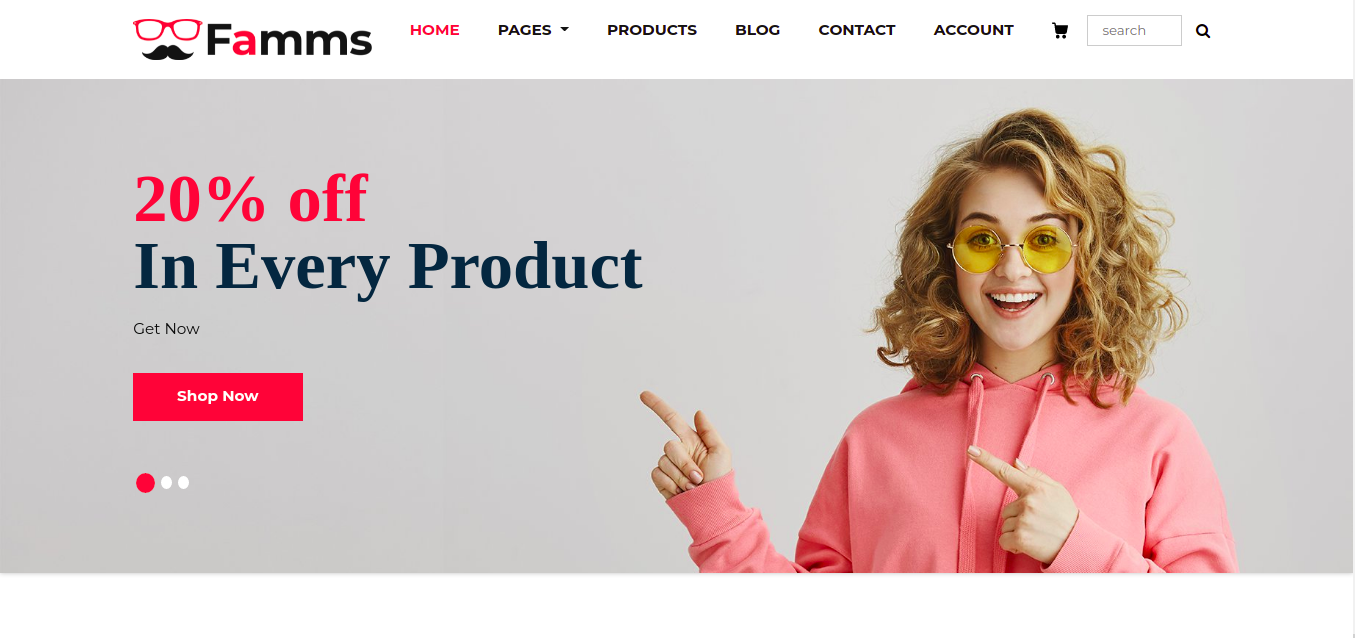 Famms
HOME PAGES PRODUCTS BLOG CONTACT ACCOUNT search
20% off
In Every Product
Get Now
Shop Now